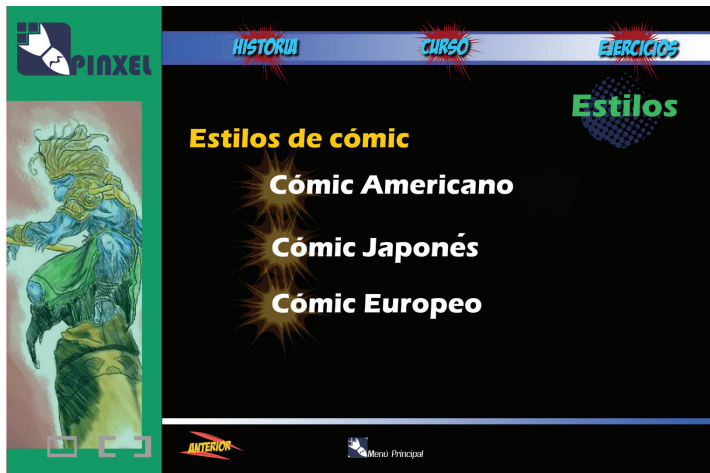 PINXEL
HISTORIA
CURSO
EJERCICIOS
Estilos
Estilos de cómic
Cómic Americano
Cómic Japonés
Cómic Europeo
ANTERIOR
Menú Principal